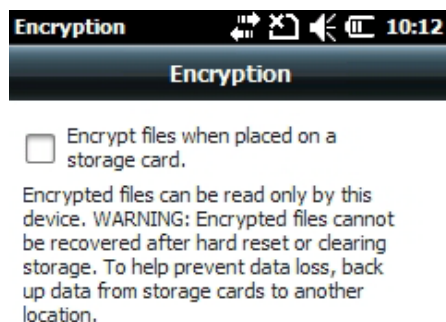 Encryption 10:12
Encryption
Encrypt files when placed on a
storage card.
Encrypted files can be read only by this
device. WARNING: Encrypted files cannot
be recovered after hard reset or clearing
storage. To help prevent data loss, back
up data from storage cards to another
location.